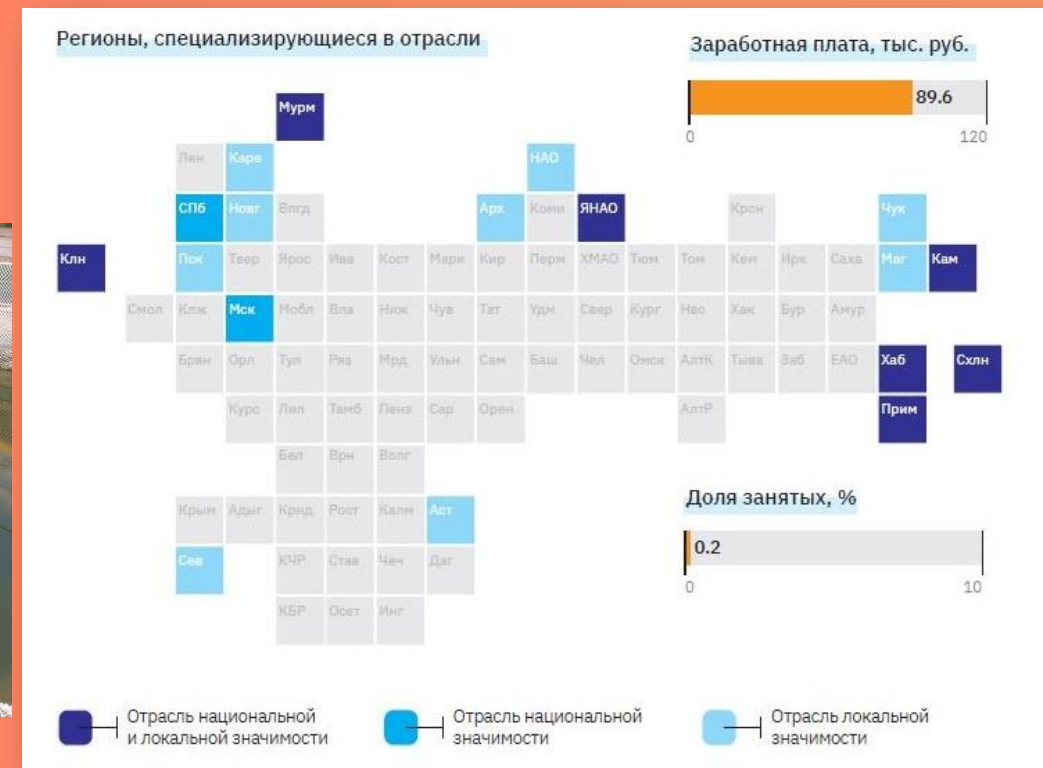 Регионы, специализирующиеся в отрасли
Заработная плата, тыс. руб.
89.6
0 120
Мурм
Лен Каре НАО
СПб Новг Влгд Арх Коми ЯНАО Крсн Чук
Клн Пск Твер Ярос Ива Кост Мари Кир Перм ХМАО Тюм Том Кем Ирк Саха Маг Кам
Смол Клж Мск Мобл Вла Ниж Чув Тат Удм Свер Кург Нво Хак Бур Амур
Брян Орл Тул Ряз Мрд Ульн Сам Баш Чел Омск АлтК Тыва Заб ЕАО Хаб Схлн
Курс Лип Тамб Пенз Сар Орен АлтР Прим
Бел Врн Волг
Доля занятых, %
Крым Адыг Крнд Рост Калм Аст
0.2
Сев КЧР Став Чеч Даг
0 10
КБР Осет Инг
Отрасль национальной
и локальной значимости
Отрасль национальной
значимости
Отрасль локальной
значимости